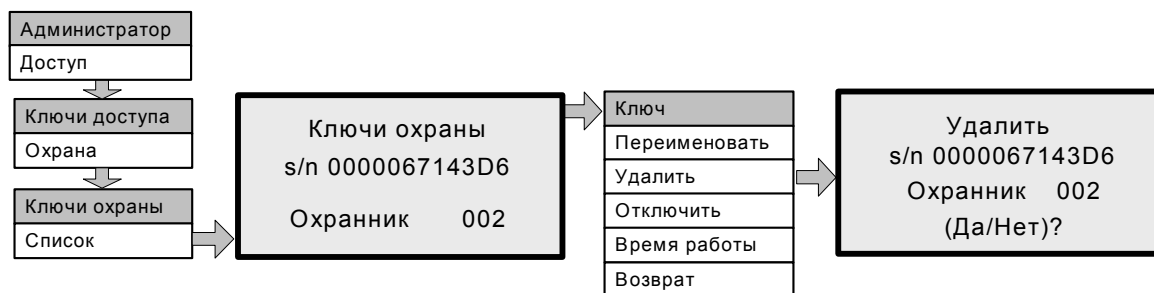 Администратор
Доступ
Ключи доступа
Охрана
Ключи охраны
Список
Ключи охраны
s/n 0000067143D6
Охранник 002
Ключ
Переименовать
Удалить
Отключить
Время работы
Возврат
Удалить
s/n 0000067143D6
Охранник 002
(Да/Нет)?